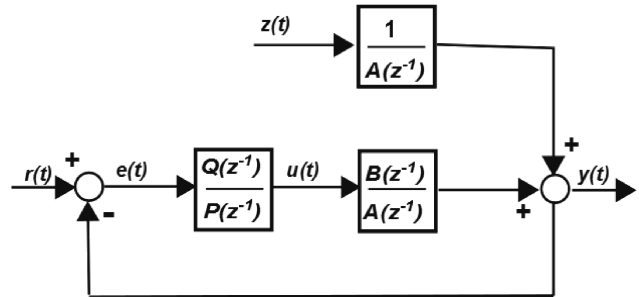 z(t)
1
A(z⁻¹)
+
r(t)
+
e(t)
Q(z⁻¹)
P(z⁻¹)
u(t)
B(z⁻¹)
A(z⁻¹)
+
y(t)
-